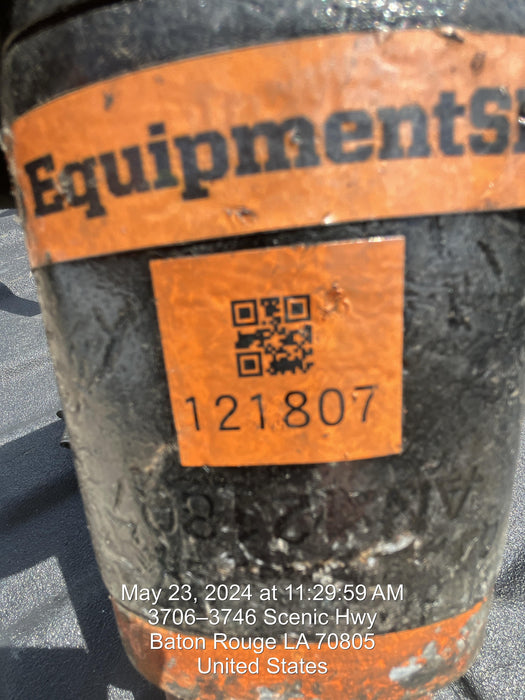 EquipmentS
121807
May 23, 2024 at 11:29:59 AM
3706–3746 Scenic Hwy
Baton Rouge LA 70805
United States